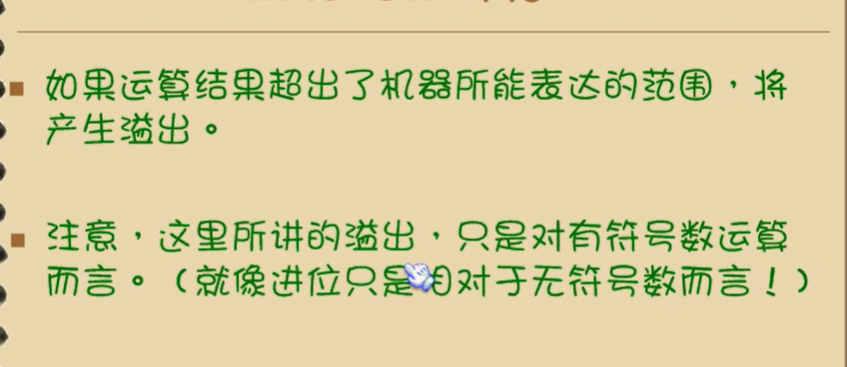 如果运算结果超出了机器所能表达的范围，将
产生溢出。
注意，这里所讲的溢出，只是对有符号数运算
而言。（就像进位只是相对于无符号数而言！）